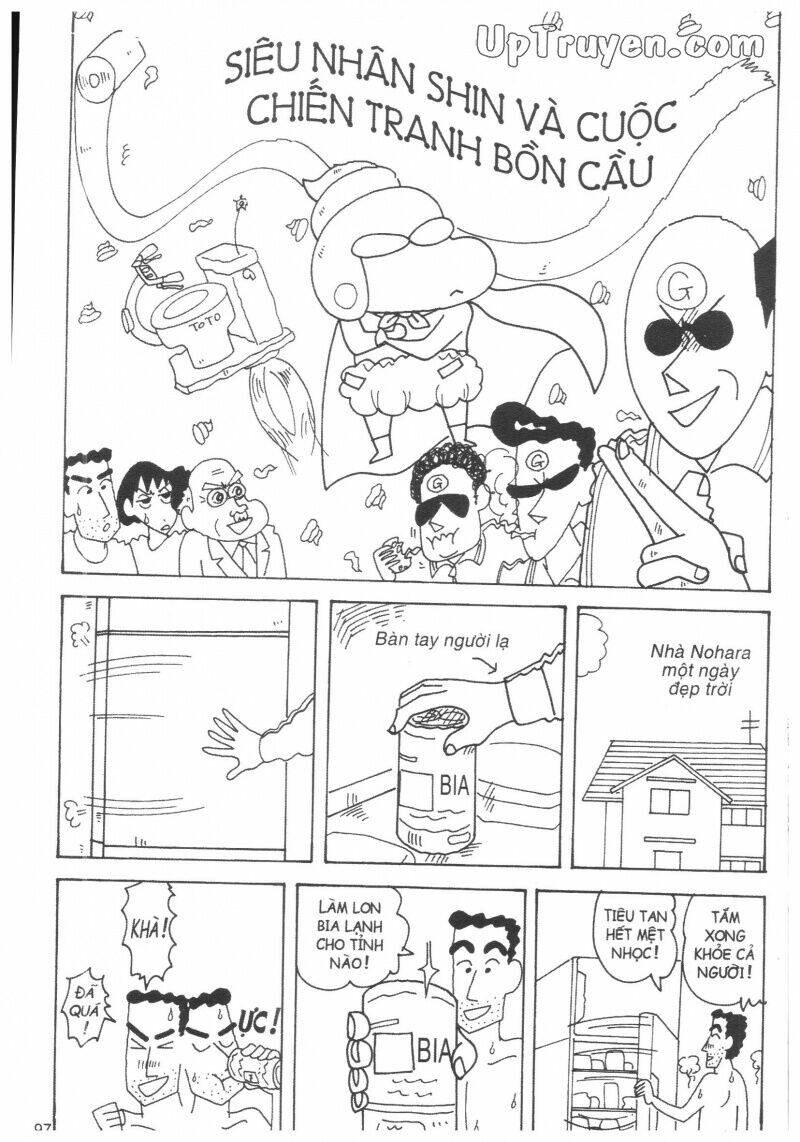 UpTruyen.com
SIÊU NHÂN SHIN VÀ CUỘC
CHIẾN TRANH BỒN CẦU
G
TOTO
G
G
Nhà Nohara
một ngày
đẹp trời
Bàn tay người lạ
BIA
TẮM
XONG
KHỎE CẢ
NGƯỜI!
TIÊU TAN
HẾT MỆT
NHỌC!
LÀM LON
BIA LẠNH
CHO TỈNH
NÀO!
BIA
KHÀ!
ỰC!
ĐÃ
QUÁ
!
97